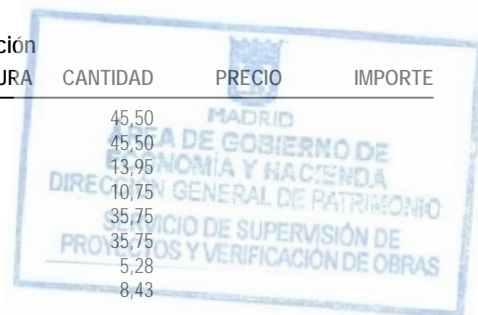 ción
URA CANTIDAD PRECIO IMPORTE
45,50
45,50
13,95
10,75
35,75
35,75
5,28
8,43
MADRID
ÁREA DE GOBIERNO DE
ECONOMÍA Y HACIENDA
DIRECCIÓN GENERAL DE PATRIMONIO
SERVICIO DE SUPERVISIÓN DE
PROYECTOS Y VERIFICACIÓN DE OBRAS